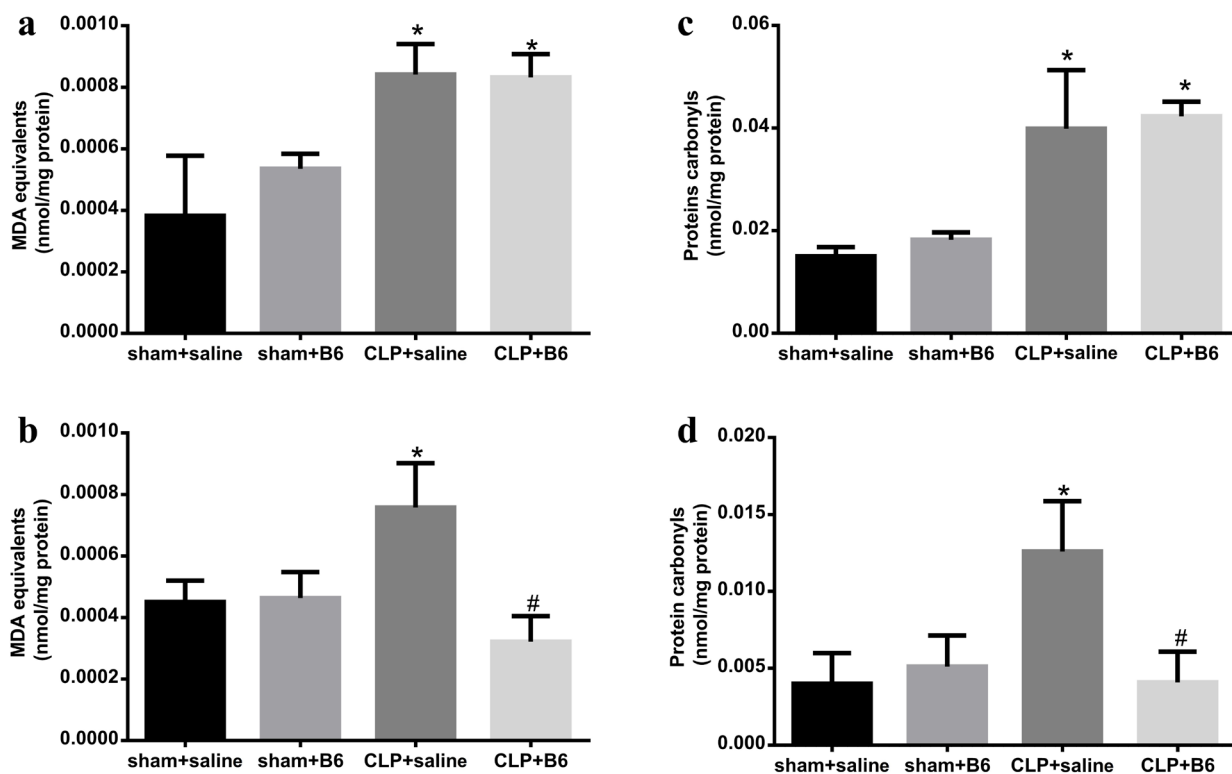 a
MDA equivalents
(nmol/mg protein)
0.0010
0.0008
0.0006
0.0004
0.0002
0.0000
*
*
sham+saline sham+B6 CLP+saline CLP+B6
c
Proteins carbonyls
(nmol/mg protein)
0.06
0.04
0.02
0.00
*
*
sham+saline sham+B6 CLP+saline CLP+B6
b
MDA equivalents
(nmol/mg protein)
0.0010
0.0008
0.0006
0.0004
0.0002
0.0000
*
#
sham+saline sham+B6 CLP+saline CLP+B6
d
Protein carbonyls
(nmol/mg protein)
0.020
0.015
0.010
0.005
0.000
*
#
sham+saline sham+B6 CLP+saline CLP+B6